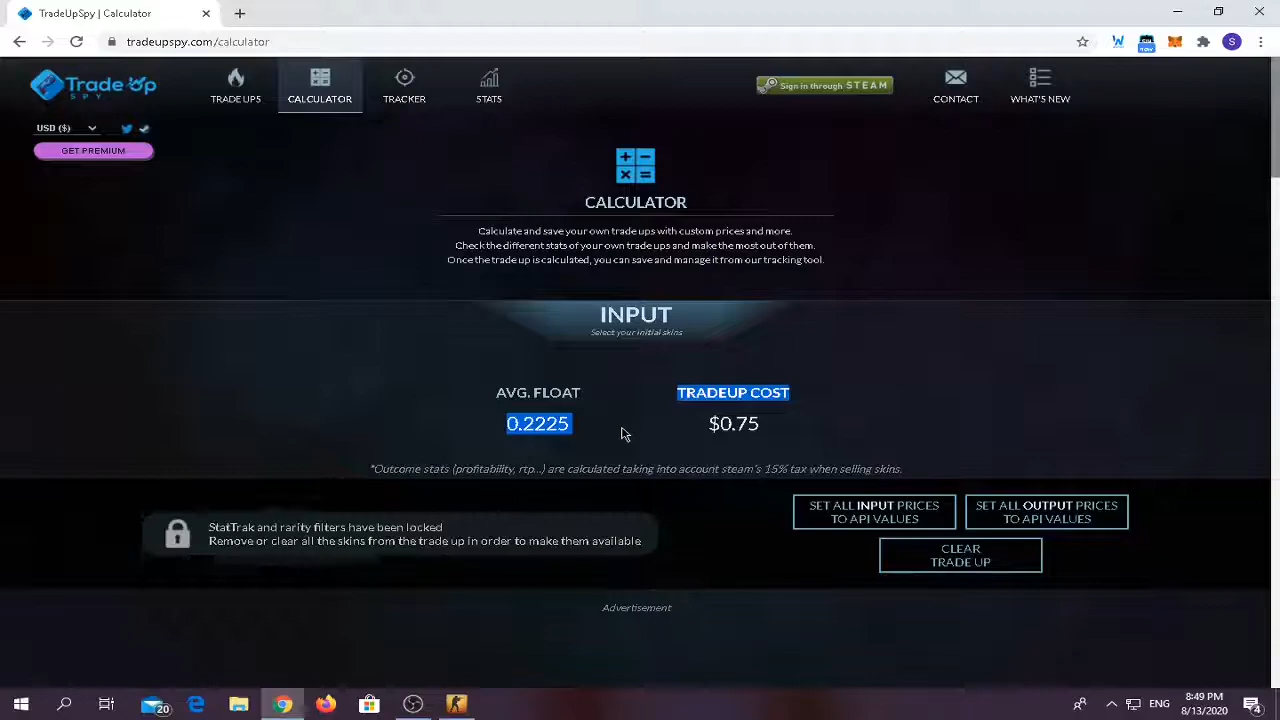 TradeUpSpy | Calculator
tradeupspy.com/calculator
S
Trade Up
SPY
TRADE UPS
CALCULATOR
TRACKER
STATS
Sign in through STEAM
CONTACT
WHAT'S NEW
USD ($)
GET PREMIUM
CALCULATOR
Calculate and save your own trade ups with custom prices and more.
Check the different stats of your own trade ups and make the most out of them.
Once the trade up is calculated, you can save and manage it from our tracking tool.
INPUT
Select your initial skins
AVG. FLOAT
TRADEUP COST
0.2225
$0.75
*Outcome stats (profitability, rtp...) are calculated taking into account steam's 15% tax when selling skins.
StatTrak and rarity filters have been locked
Remove or clear all the skins from the trade up in order to make them available
SET ALL INPUT PRICES
TO API VALUES
SET ALL OUTPUT PRICES
TO API VALUES
CLEAR
TRADE UP
Advertisement
20
ENG
8:49 PM
8/13/2020
4